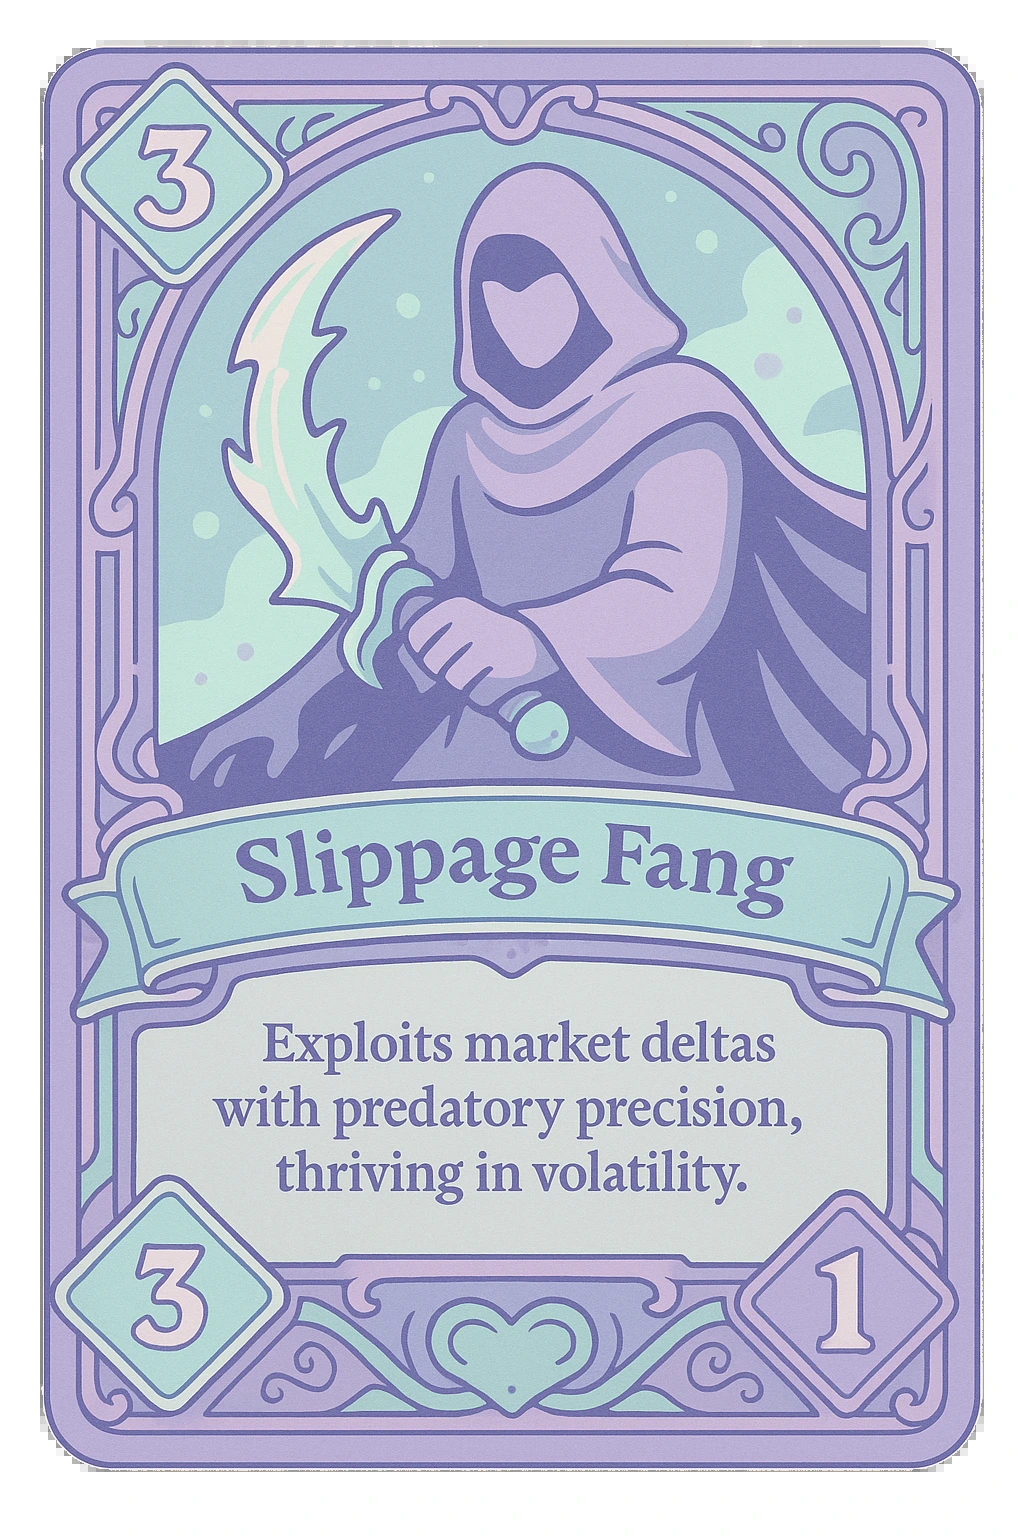 3
Slippage Fang
Exploits market deltas
with predatory precision,
thriving in volatility.
3
1